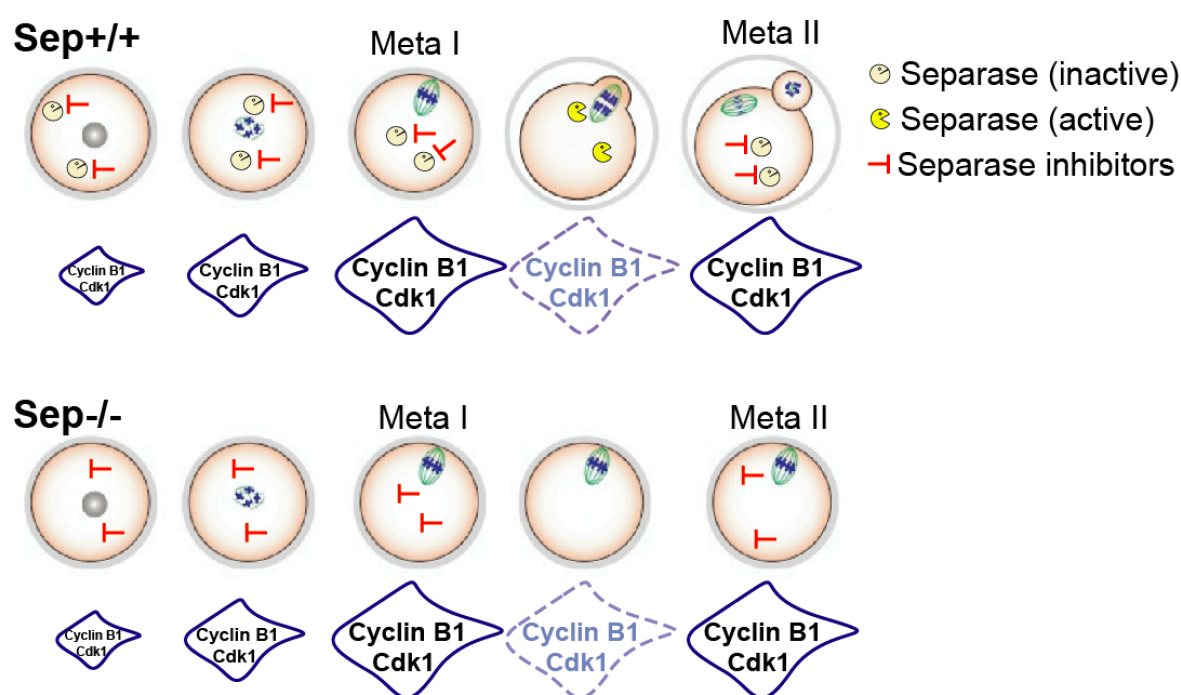 Sep+/+
Meta I
Meta II
Separase (inactive)
Separase (active)
Separase inhibitors
Cyclin B1
Cdk1
Cyclin B1
Cdk1
Cyclin B1
Cdk1
Cyclin B1
Cdk1
Cyclin B1
Cdk1
Sep-/-
Meta I
Meta II
Cyclin B1
Cdk1
Cyclin B1
Cdk1
Cyclin B1
Cdk1
Cyclin B1
Cdk1
Cyclin B1
Cdk1